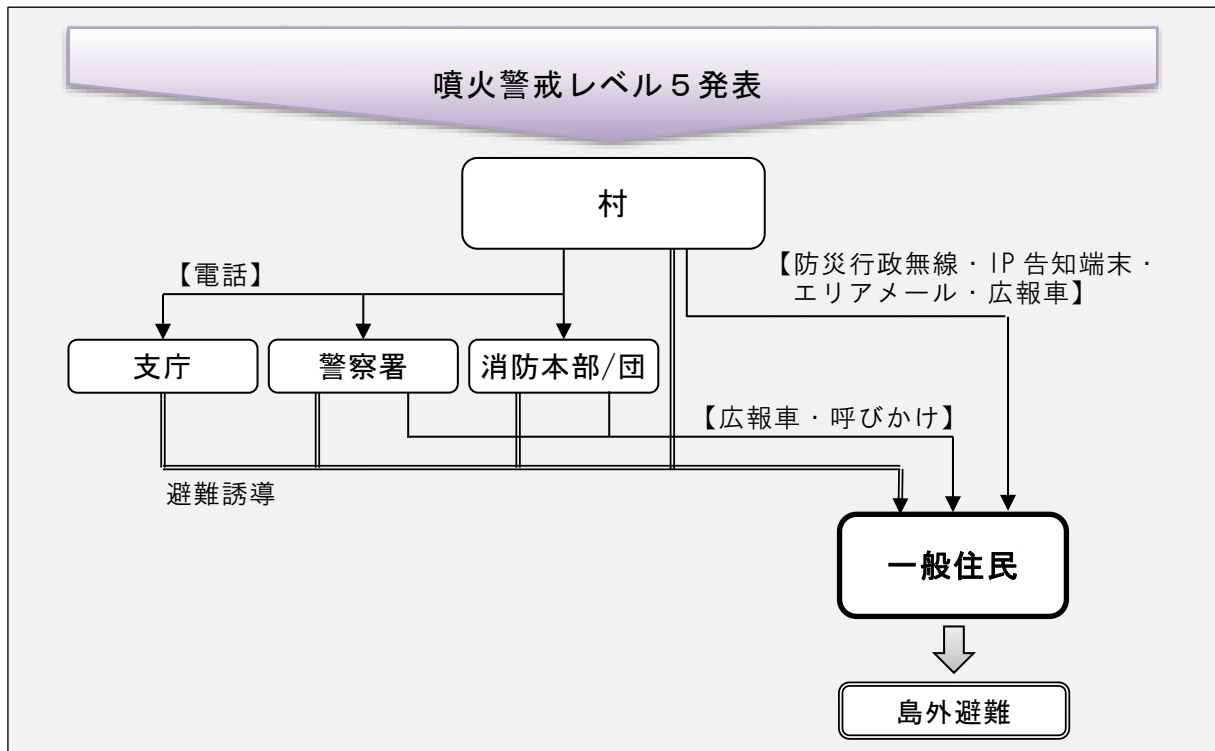 噴火警戒レベル５発表
村
【電話】
【防災行政無線・IP告知端末・
エリアメール・広報車】
支庁
警察署
消防本部/団
【広報車・呼びかけ】
避難誘導
一般住民
島外避難